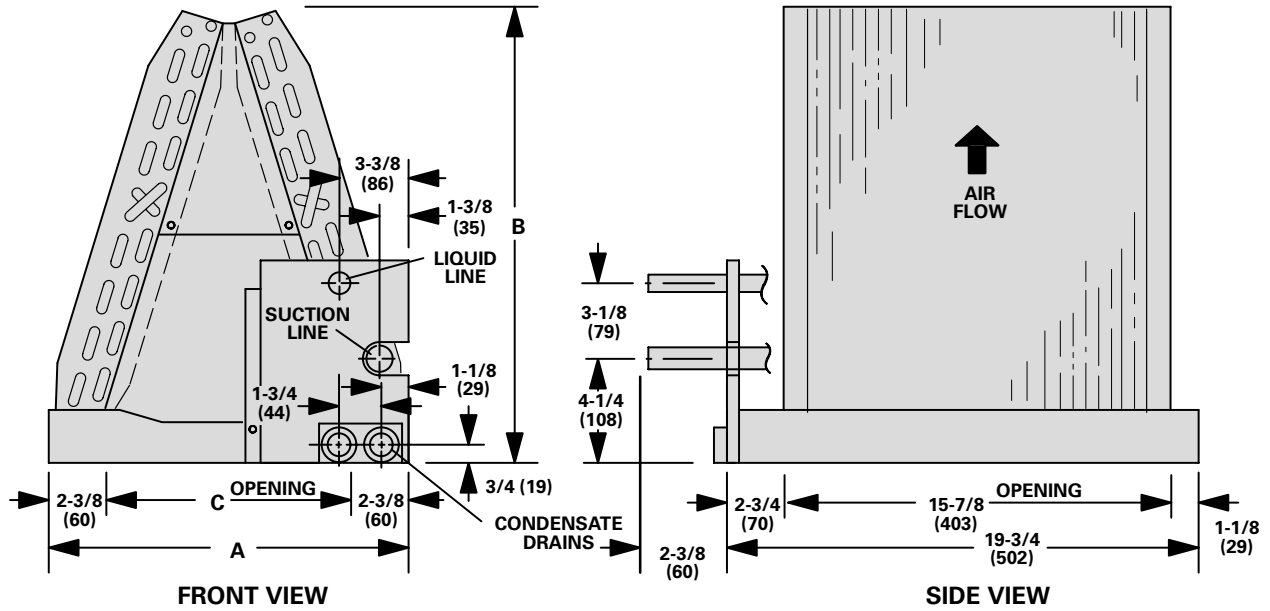 3-3/8
(86)
1-3/8
(35)
B
LIQUID
LINE
SUCTION
LINE
1-1/8
(29)
1-3/4
(44)
3/4 (19)
2-3/8
(60)
C
OPENING
2-3/8
(60)
CONDENSATE
DRAINS
A
FRONT VIEW
AIR
FLOW
3-1/8
(79)
4-1/4
(108)
2-3/4
(70)
OPENING
15-7/8
(403)
1-1/8
(29)
2-3/8
(60)
19-3/4
(502)
SIDE VIEW